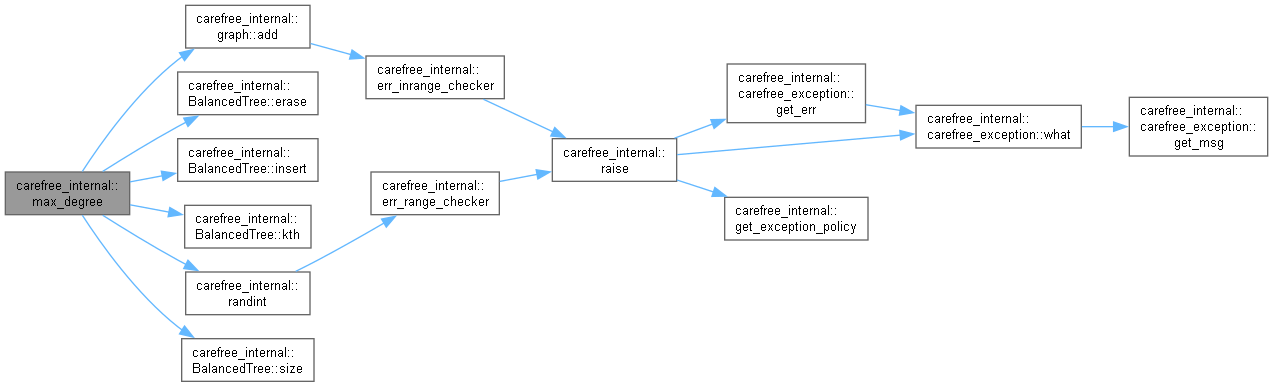 carefree_internal::
max_degree
carefree_internal::
graph::add
carefree_internal::
BalancedTree::erase
carefree_internal::
BalancedTree::insert
carefree_internal::
BalancedTree::kth
carefree_internal::
randint
carefree_internal::
BalancedTree::size
carefree_internal::
err_inrange_checker
carefree_internal::
err_range_checker
carefree_internal::
raise
carefree_internal::
carefree_exception::
get_err
carefree_internal::
get_exception_policy
carefree_internal::
carefree_exception::what
carefree_internal::
carefree_exception::
get_msg